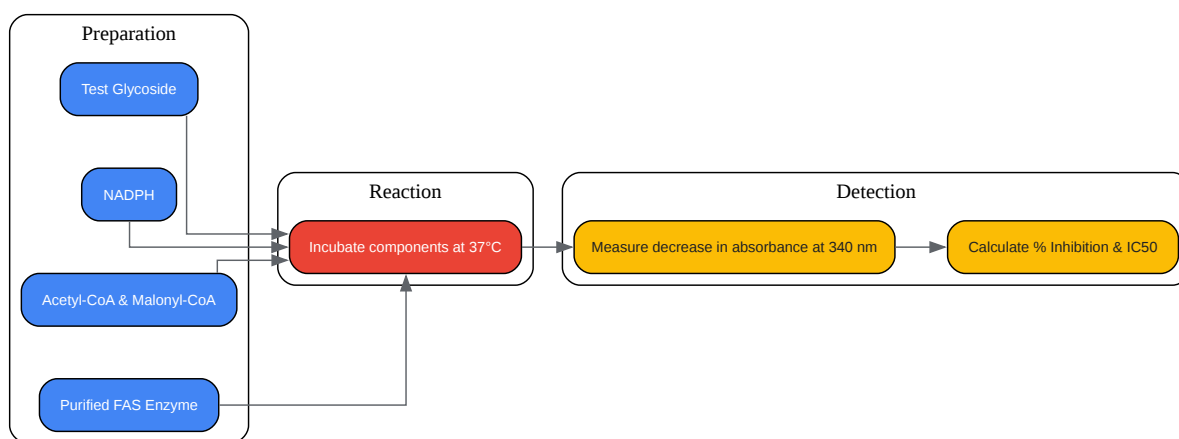 Preparation
Test Glycoside
NADPH
Acetyl-CoA & Malonyl-CoA
Purified FAS Enzyme
Reaction
Incubate components at 37°C
Detection
Measure decrease in absorbance at 340 nm
Calculate % Inhibition & IC50